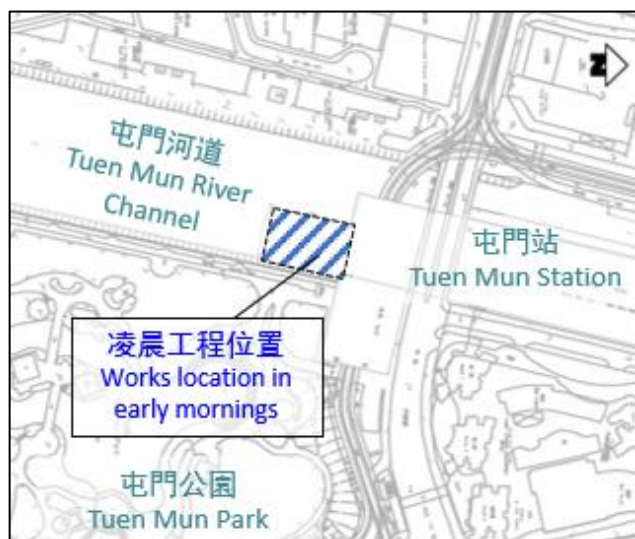 N
屯門河道
Tuen Mun River
Channel
屯門站
Tuen Mun Station
凌晨工程位置
Works location in
early mornings
屯門公園
Tuen Mun Park